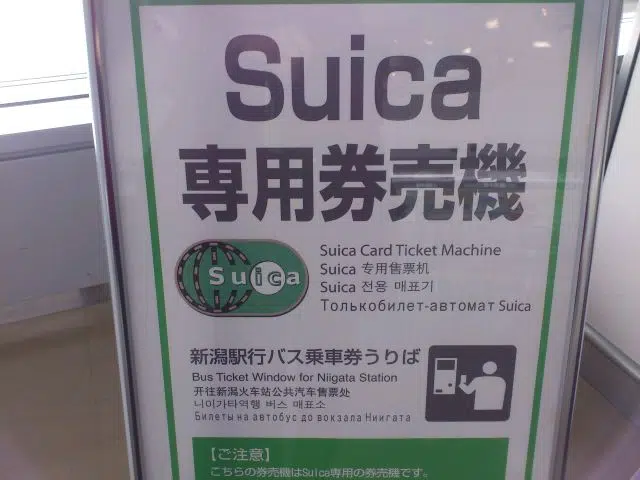 Suica
専用券売機
Suica
Suica Card Ticket Machine
Suica 专用售票机
Suica 전용 매표기
Толькобилет-автомат Suica
新潟駅行バス乗車券うりば
Bus Ticket Window for Niigata Station
开往新潟火车站公共汽车售票处
니이가타역행 버스 매표소
Билеты на автобус до вокзала Ниигата
【ご注意】
こちらの券売機はSuica専用の券売機です。